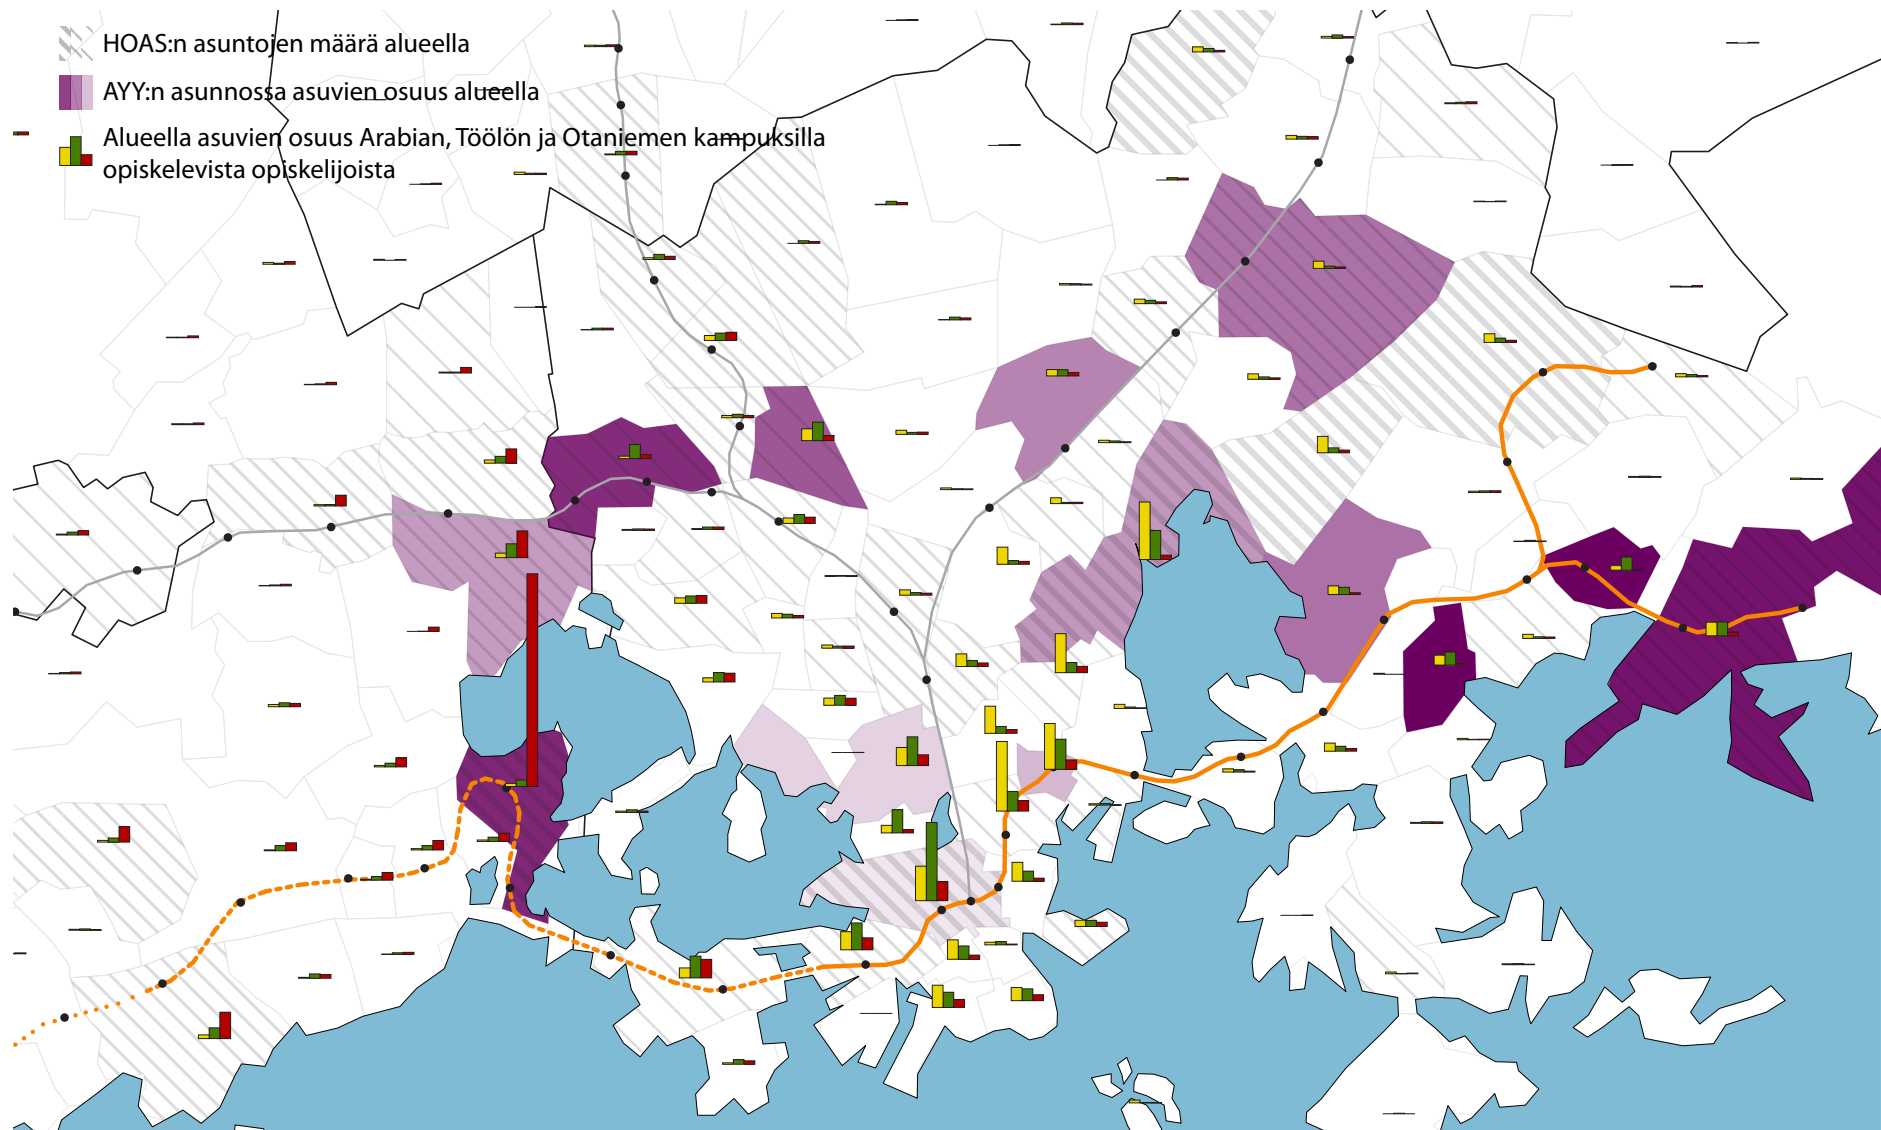 HOAS:n asuntojen määrä alueella
AYY:n asunnossa asuvien osuus alueella
Alueella asuvien osuus Arabian, Töölön ja Otaniemen kampuksilla
opiskelevista opiskelijoista